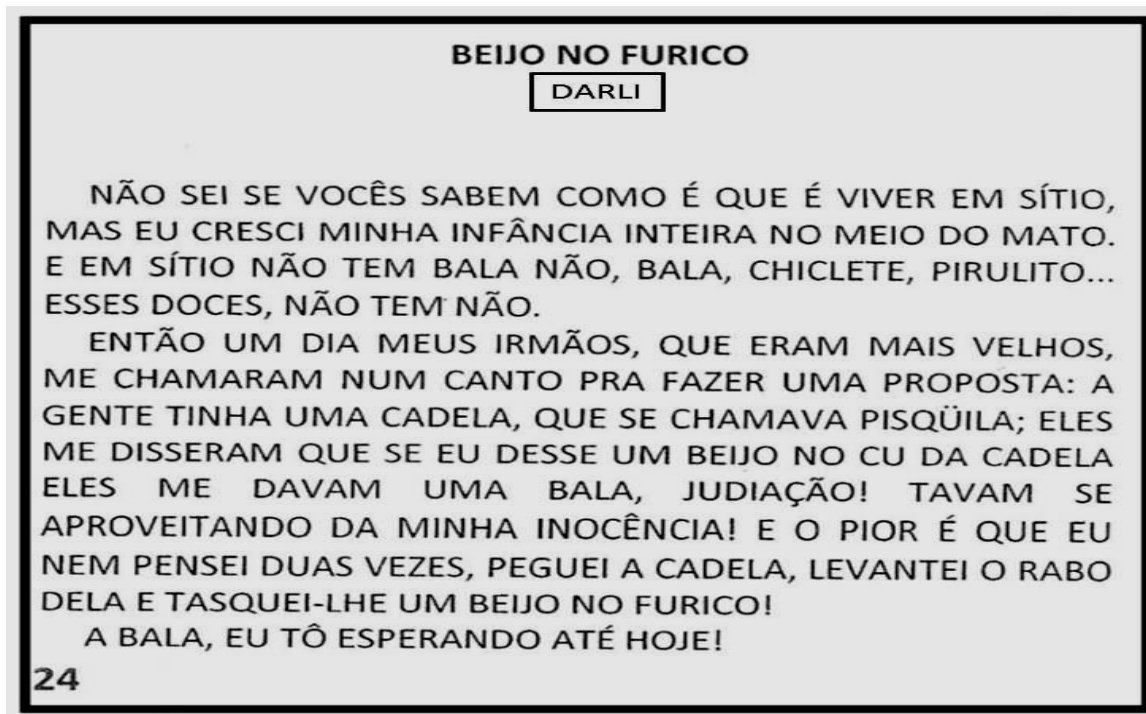 BEIJO NO FURICO
DARLI
NÃO SEI SE VOCÊS SABEM COMO É QUE É VIVER EM SÍTIO,
MAS EU CRESCI MINHA INFÂNCIA INTEIRA NO MEIO DO MATO.
E EM SÍTIO NÃO TEM BALA NÃO, BALA, CHICLETE, PIRULITO...
ESSES DOCES, NÃO TEM NÃO.
ENTÃO UM DIA MEUS IRMÃOS, QUE ERAM MAIS VELHOS,
ME CHAMARAM NUM CANTO PRA FAZER UMA PROPOSTA: A
GENTE TINHA UMA CADELA, QUE SE CHAMAVA PISQÜILA; ELES
ME DISSERAM QUE SE EU DESSE UM BEIJO NO CU DA CADELA
ELES ME DAVAM UMA BALA, JUDIAÇÃO! TAVAM SE
APROVEITANDO DA MINHA INOCÊNCIA! E O PIOR É QUE EU
NEM PENSEI DUAS VEZES, PEGUEI A CADELA, LEVANTEI O RABO
DELA E TASQUEI-LHE UM BEIJO NO FURICO!
A BALA, EU TÔ ESPERANDO ATÉ HOJE!
24